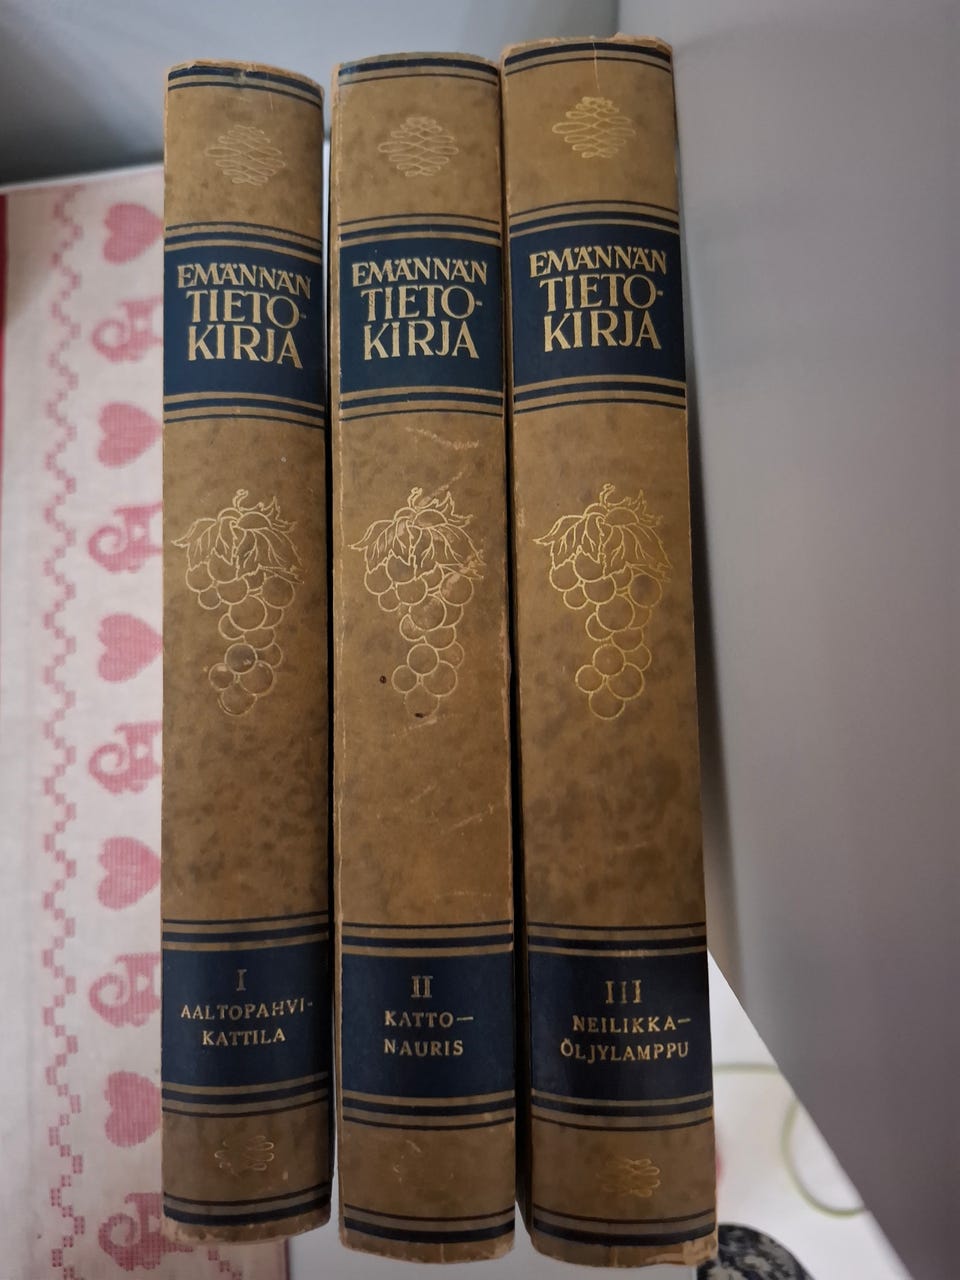 EMÄNNÄN
TIETO-
KIRJA
I
AALTOPAHVI-
KATTILA
EMÄNNÄN
TIETO-
KIRJA
II
KATTO—
NAURIS
EMÄNNÄN
TIETO-
KIRJA
III
NEILIKKA—
ÖLJYLAMPPU